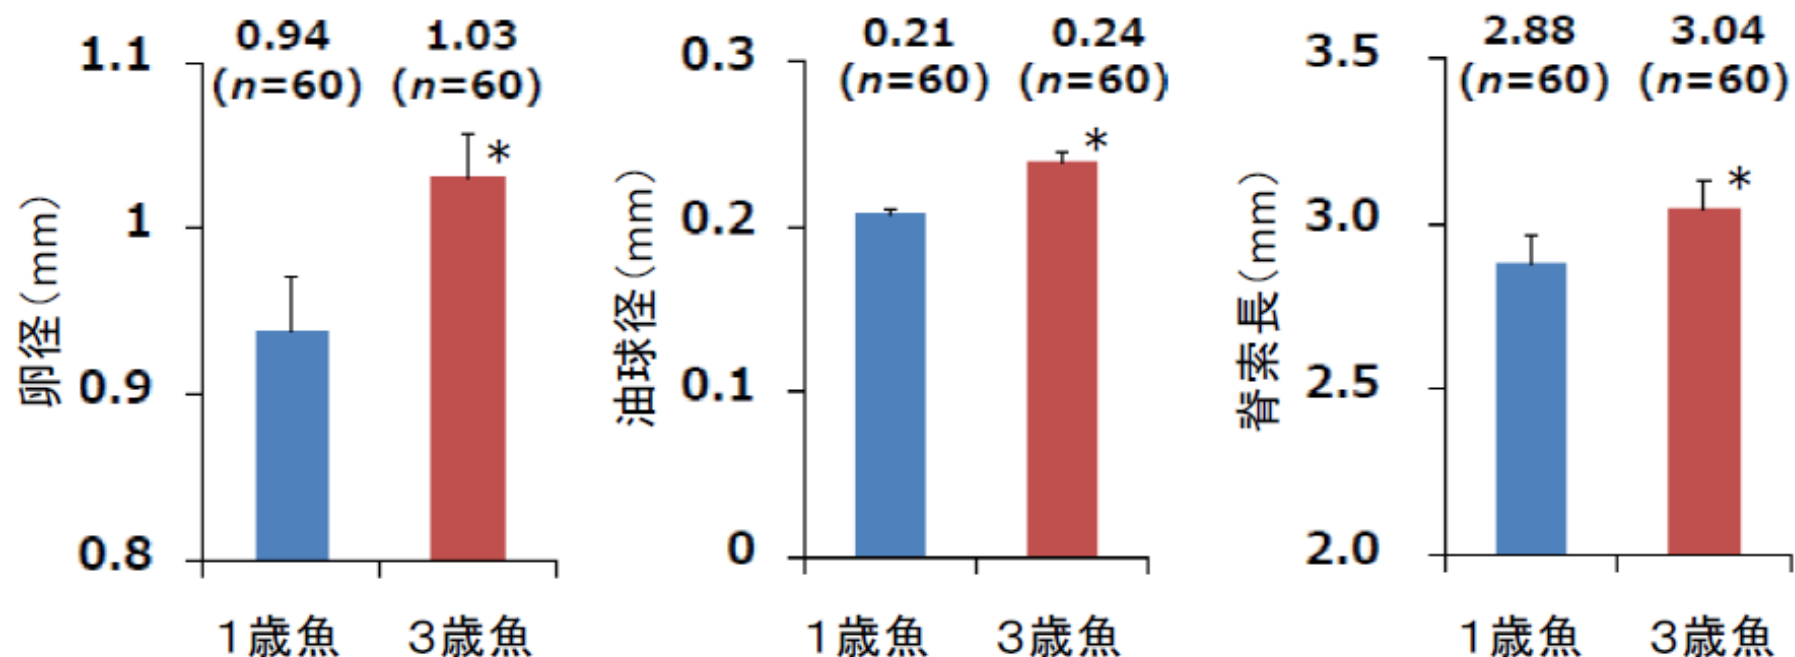 卵径(mm)
1.1
1
0.9
0.8
0.94
(n=60)
1.03
(n=60)
*
1歳魚
3歳魚
油球径(mm)
0.3
0.2
0.1
0
0.21
(n=60)
0.24
(n=60)
*
1歳魚
3歳魚
脊索長(mm)
3.5
3.0
2.5
2.0
2.88
(n=60)
3.04
(n=60)
*
1歳魚
3歳魚